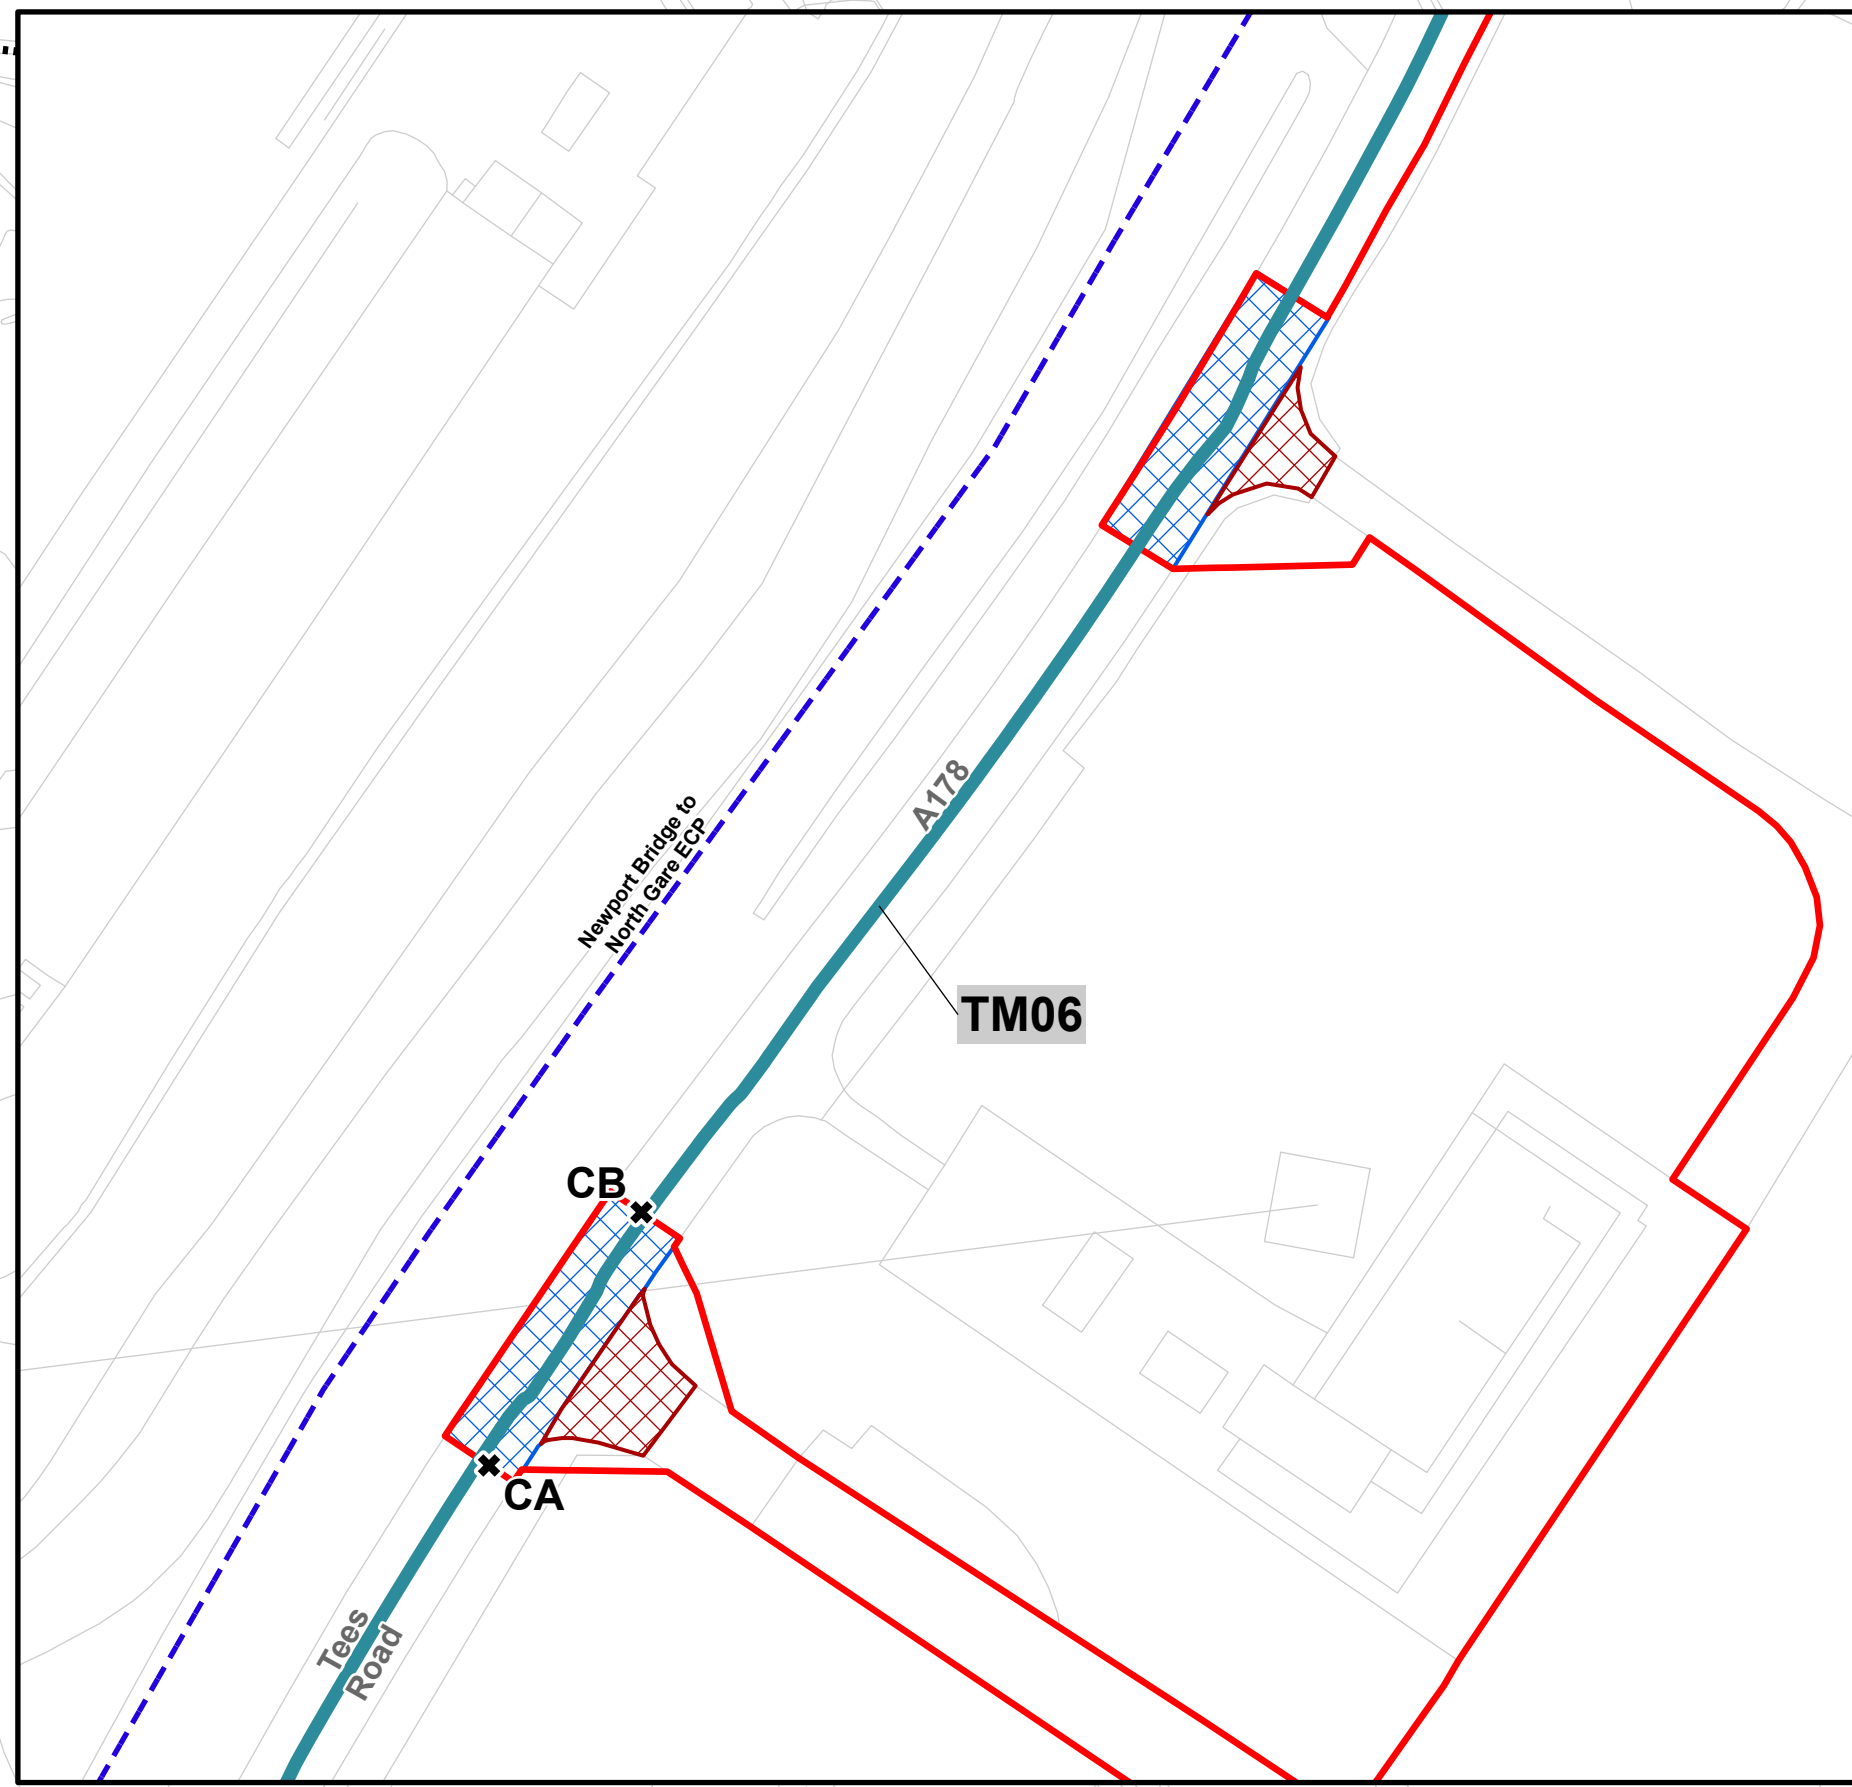 A178
Newport Bridge to
North Gare ECP
TM06
CB
CA
Tees
Road